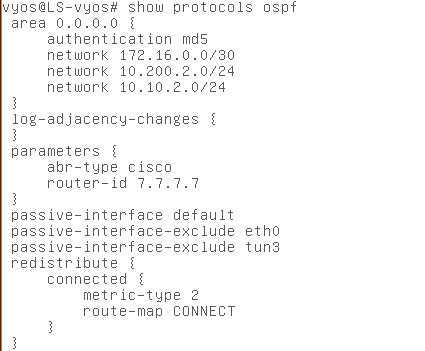 vyos@LS-vyos# show protocols ospf
area 0.0.0.0 {
authentication md5
network 172.16.0.0/30
network 10.200.2.0/24
network 10.10.2.0/24
}
log-adjacency-changes {
}
parameters {
abr-type cisco
router-id 7.7.7.7
}
passive-interface default
passive-interface-exclude eth0
passive-interface-exclude tun3
redistribute {
connected {
metric-type 2
route-map CONNECT
}
}